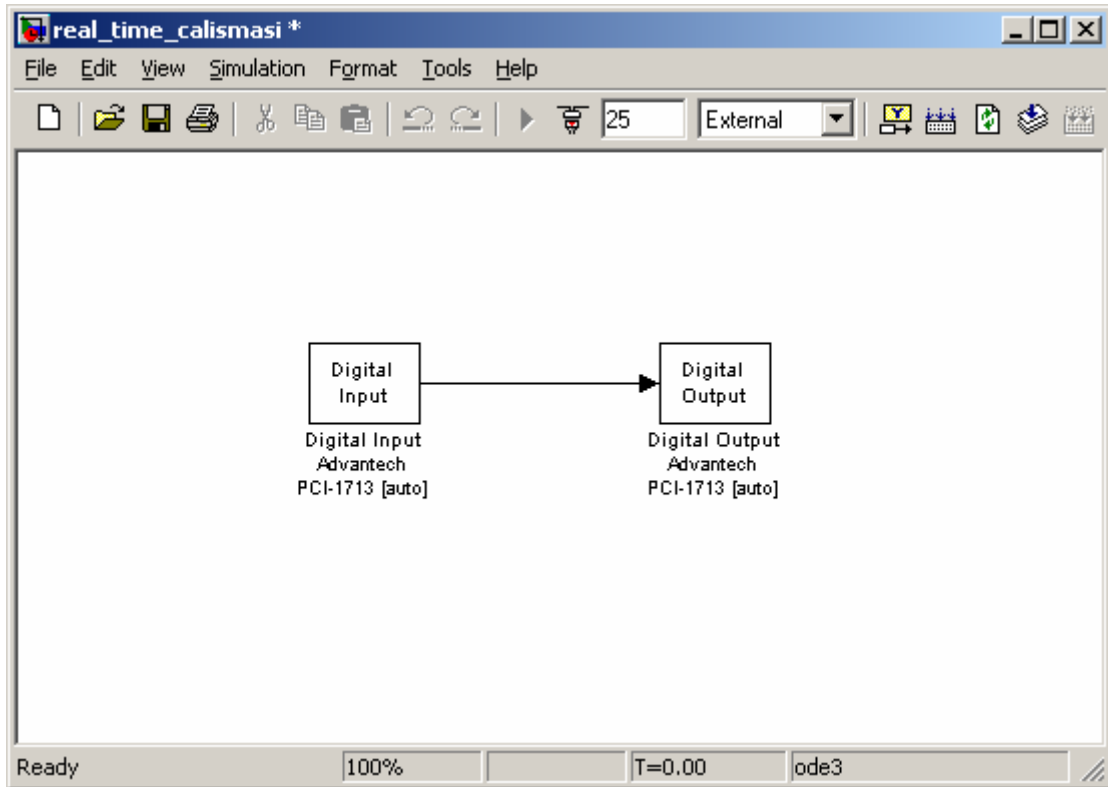 real_time_calismasi *
File Edit View Simulation Format Tools Help
25 External
Digital
Input
Digital Input
Advantech
PCI-1713 [auto]
Digital
Output
Digital Output
Advantech
PCI-1713 [auto]
Ready 100% T=0.00 ode3